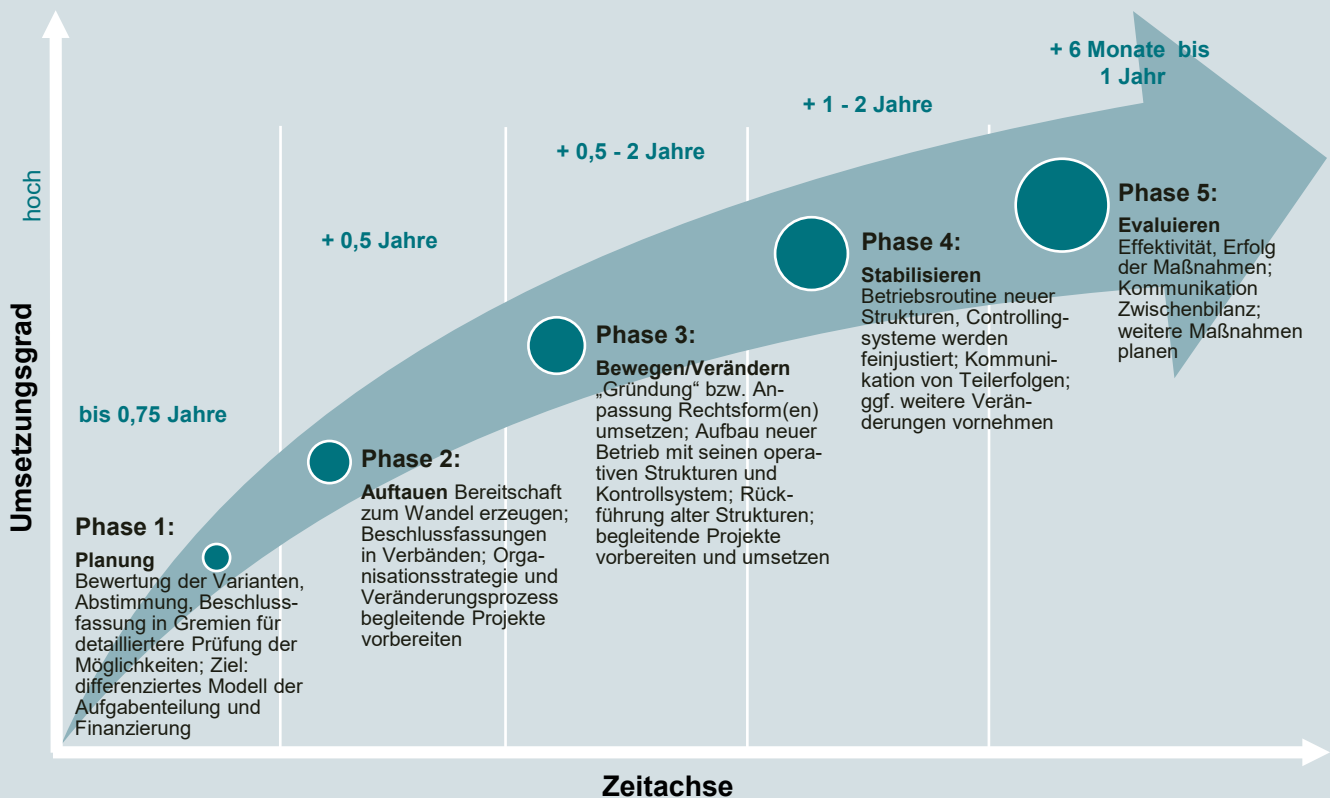 + 6 Monate bis
1 Jahr
+ 1 - 2 Jahre
+ 0,5 - 2 Jahre
+ 0,5 Jahre
bis 0,75 Jahre
hoch
Umsetzungsgrad
Phase 1:
Planung
Bewertung der Varianten,
Abstimmung, Beschluss-
fassung in Gremien für
detailliertere Prüfung der
Möglichkeiten; Ziel:
differenziertes Modell der
Aufgabenteilung und
Finanzierung
Phase 2:
Auftauen Bereitschaft
zum Wandel erzeugen;
Beschlussfassungen
in Verbänden; Orga-
nisationsstrategie und
Veränderungsprozess
begleitende Projekte
vorbereiten
Phase 3:
Bewegen/Verändern
„Gründung“ bzw. An-
passung Rechtsform(en)
umsetzen; Aufbau neuer
Betrieb mit seinen opera-
tiven Strukturen und
Kontrollsystem; Rück-
führung alter Strukturen;
begleitende Projekte
vorbereiten und umsetzen
Phase 4:
Stabilisieren
Betriebsroutine neuer
Strukturen, Controlling-
systeme werden
feinjustiert; Kommuni-
kation von Teilerfolgen;
ggf. weitere Verän-
derungen vornehmen
Phase 5:
Evaluieren
Effektivität, Erfolg
der Maßnahmen;
Kommunikation
Zwischenbilanz;
weitere Maßnahmen
planen
Zeitachse